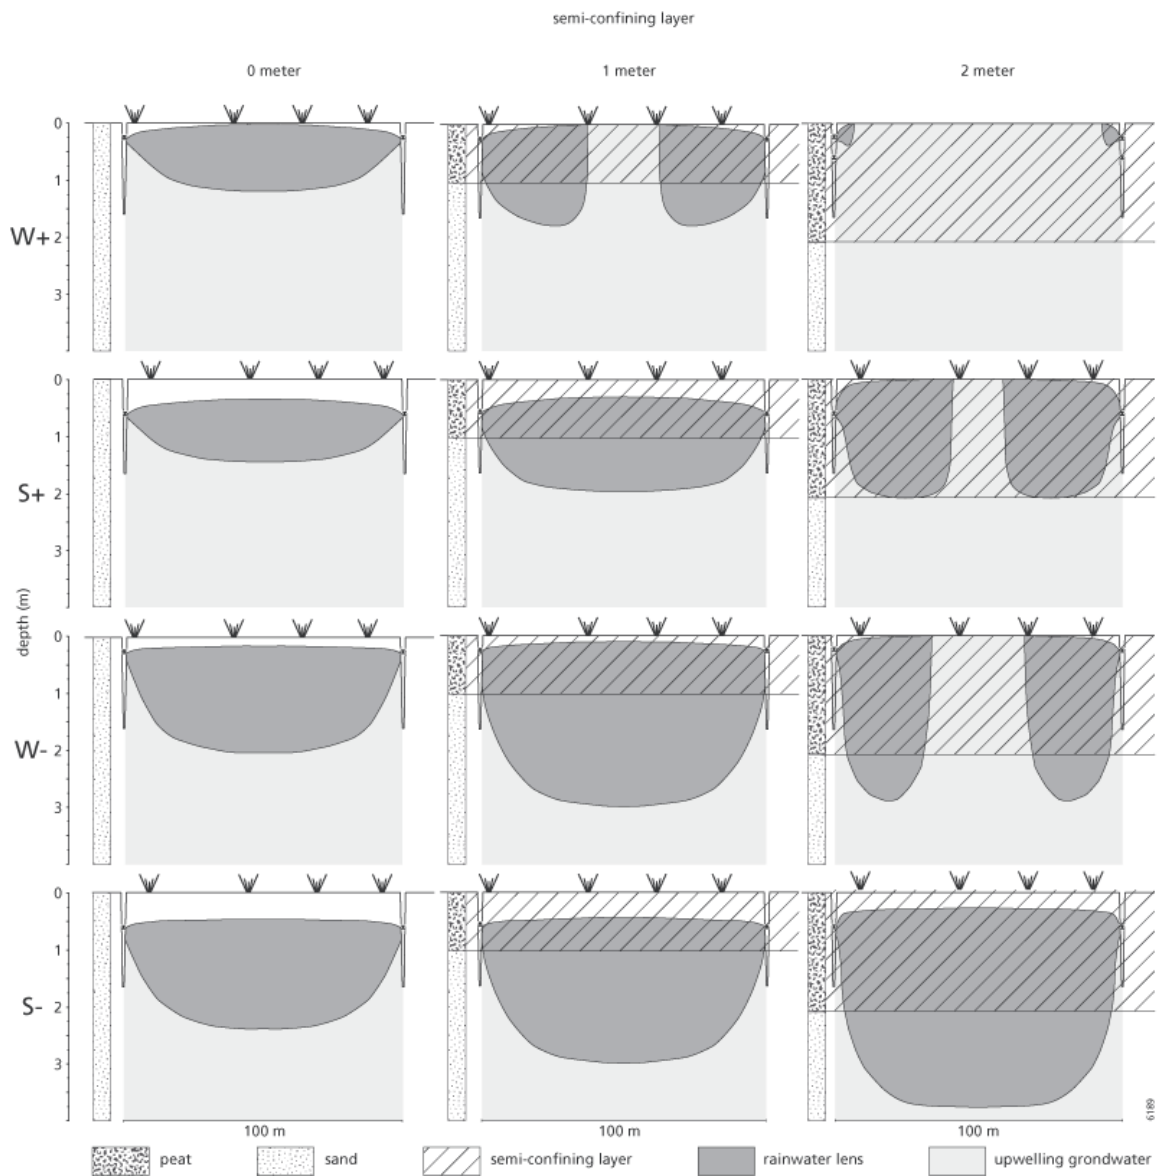 semi-confining layer
0 meter 1 meter 2 meter
0
1
W+ 2
3
0
1
S+ 2
3
depth (m)
0
1
W- 2
3
0
1
S- 2
3
6189
100 m 100 m 100 m
peat sand semi-confining layer rainwater lens upwelling grondwater